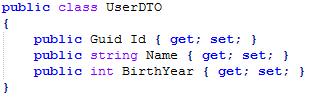 public class UserDTO
{
    public Guid Id { get; set; }
    public string Name { get; set; }
    public int BirthYear { get; set; }
}